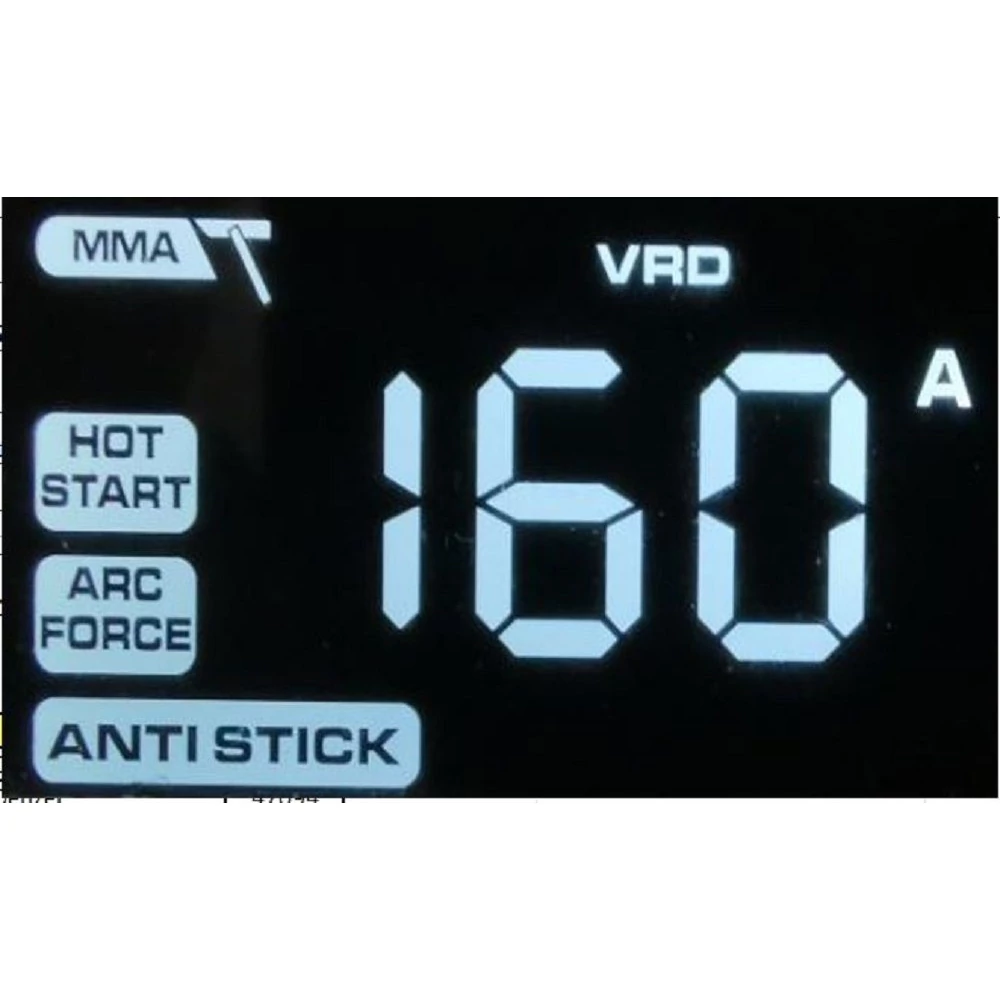 MMA
VRD
160 A
HOT
START
ARC
FORCE
ANTI STICK